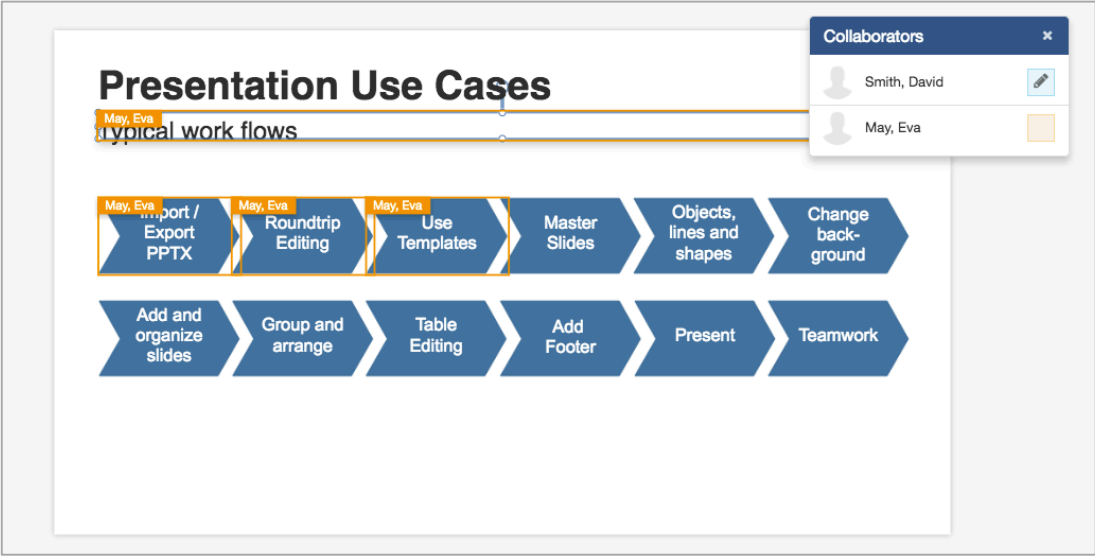 Presentation Use Cases
May, Eva
Typical work flows
Collaborators
Smith, David
May, Eva
May, Eva
Import /
Export
PPTX
May, Eva
Roundtrip
Editing
May, Eva
Use
Templates
Master
Slides
Objects,
lines and
shapes
Change
back-
ground
Add and
organize
slides
Group and
arrange
Table
Editing
Add
Footer
Present
Teamwork